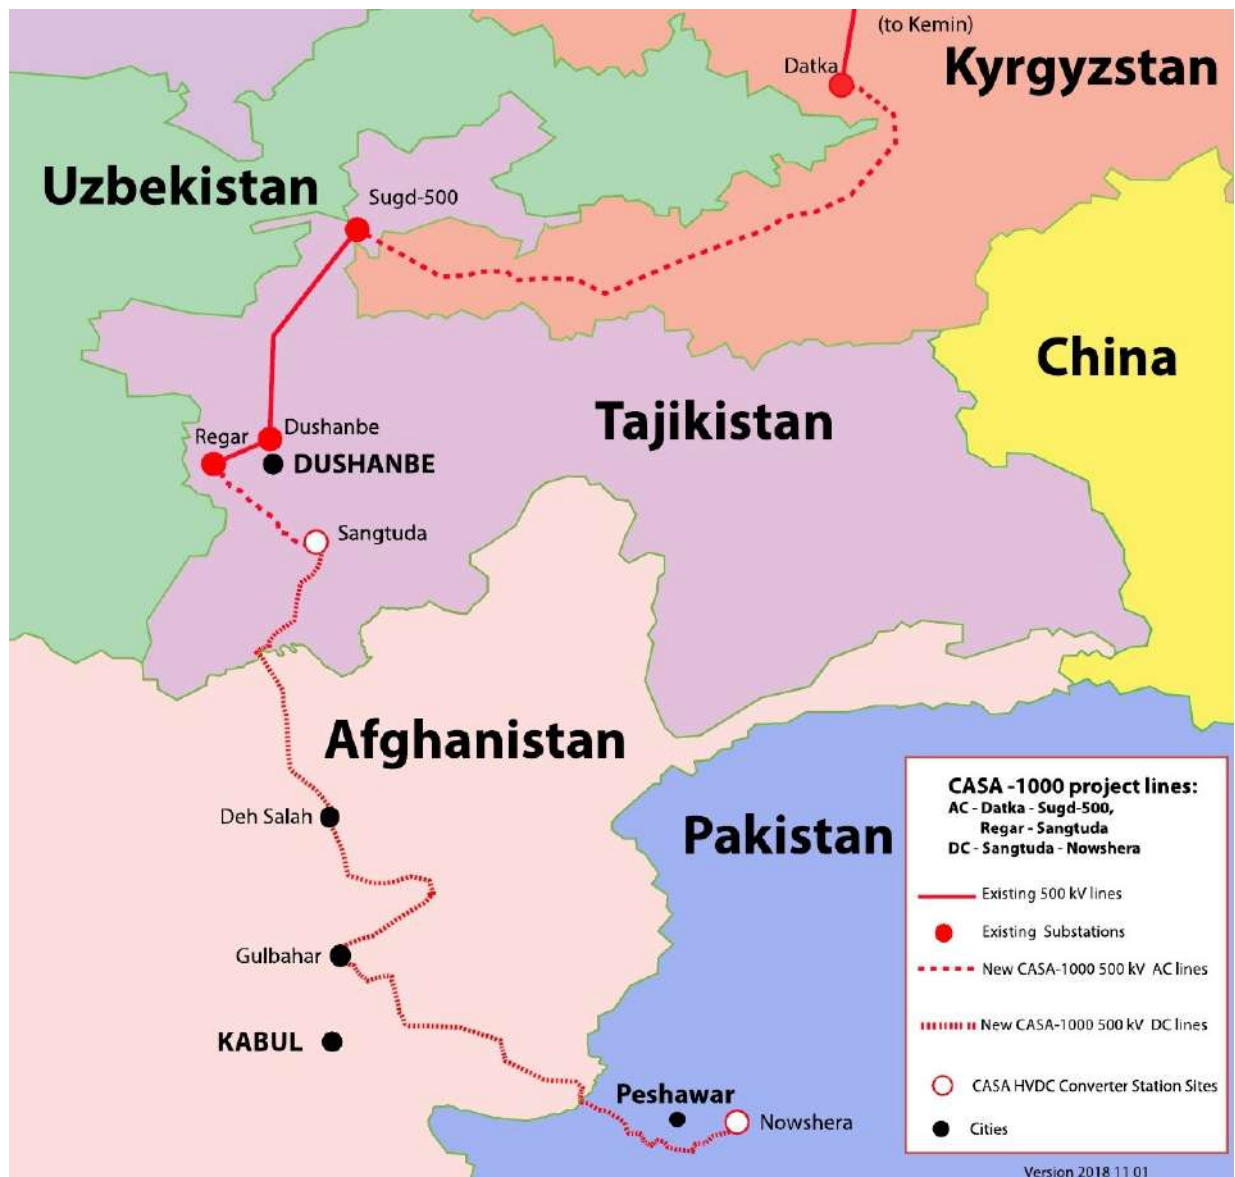 (to Kemin)
Datka
Kyrgyzstan
Uzbekistan
Sugd-500
China
Tajikistan
Regar
Dushanbe
DUSHANBE
Sangtuda
Afghanistan
Deh Salah
Pakistan
Gulbahar
KABUL
Peshawar
Nowshera
CASA -1000 project lines:
AC - Datka - Sugd-500,
Regar - Sangtuda
DC - Sangtuda - Nowshera
Existing 500 kV lines
Existing Substations
New CASA-1000 500 kV AC lines
New CASA-1000 500 kV DC lines
CASA HVDC Converter Station Sites
Cities
Version 2018 11 01